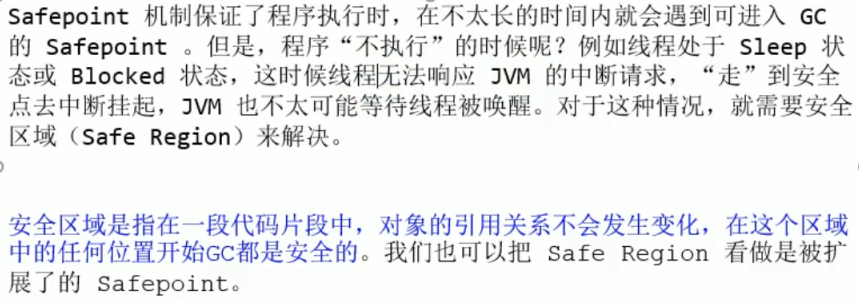 Safepoint 机制保证了程序执行时，在不太长的时间内就会遇到可进入 GC
的 Safepoint 。但是，程序“不执行”的时候呢？例如线程处于 Sleep 状
态或 Blocked 状态，这时候线程无法响应 JVM 的中断请求，“走”到安全
点去中断挂起，JVM 也不太可能等待线程被唤醒。对于这种情况，就需要安全
区域（Safe Region）来解决。
安全区域是指在一段代码片段中，对象的引用关系不会发生变化，在这个区域
中的任何位置开始GC都是安全的。我们也可以把 Safe Region 看做是被扩
展了的 Safepoint。